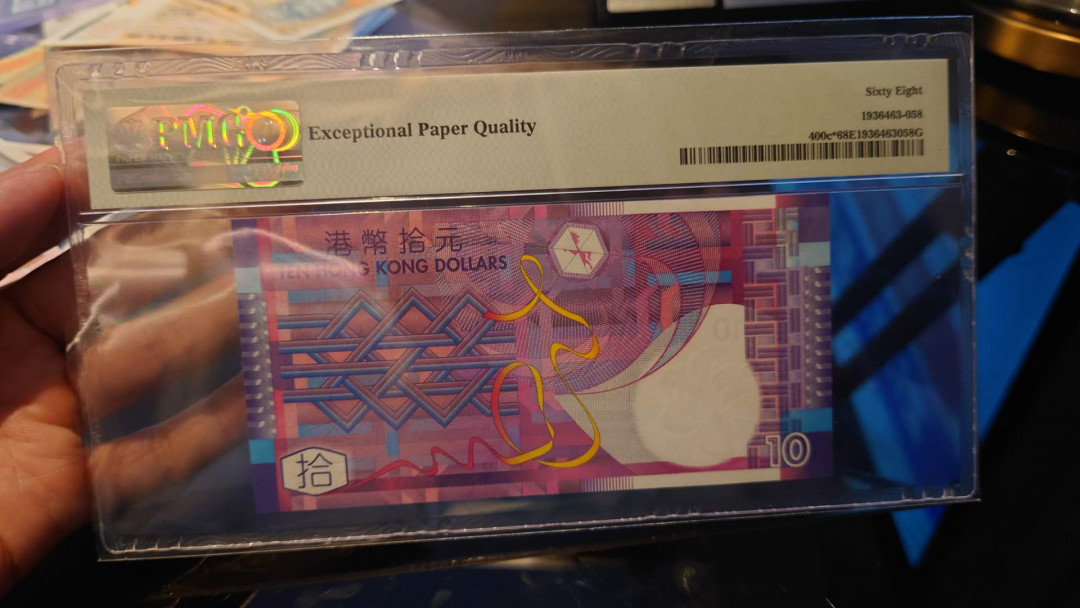 PMG
Exceptional Paper Quality
Sixty Eight
1936463-058
400c*68E1936463058G
港幣拾元
TEN HONG KONG DOLLARS
拾
10